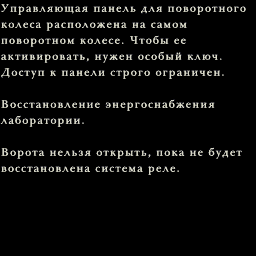 Управляющая панель для поворотного
колеса расположена на самом
поворотном колесе. Чтобы ее
активировать, нужен особый ключ.
Доступ к панели строго ограничен.

Восстановление энергоснабжения
лаборатории.

Ворота нельзя открыть, пока не будет
восстановлена система реле.